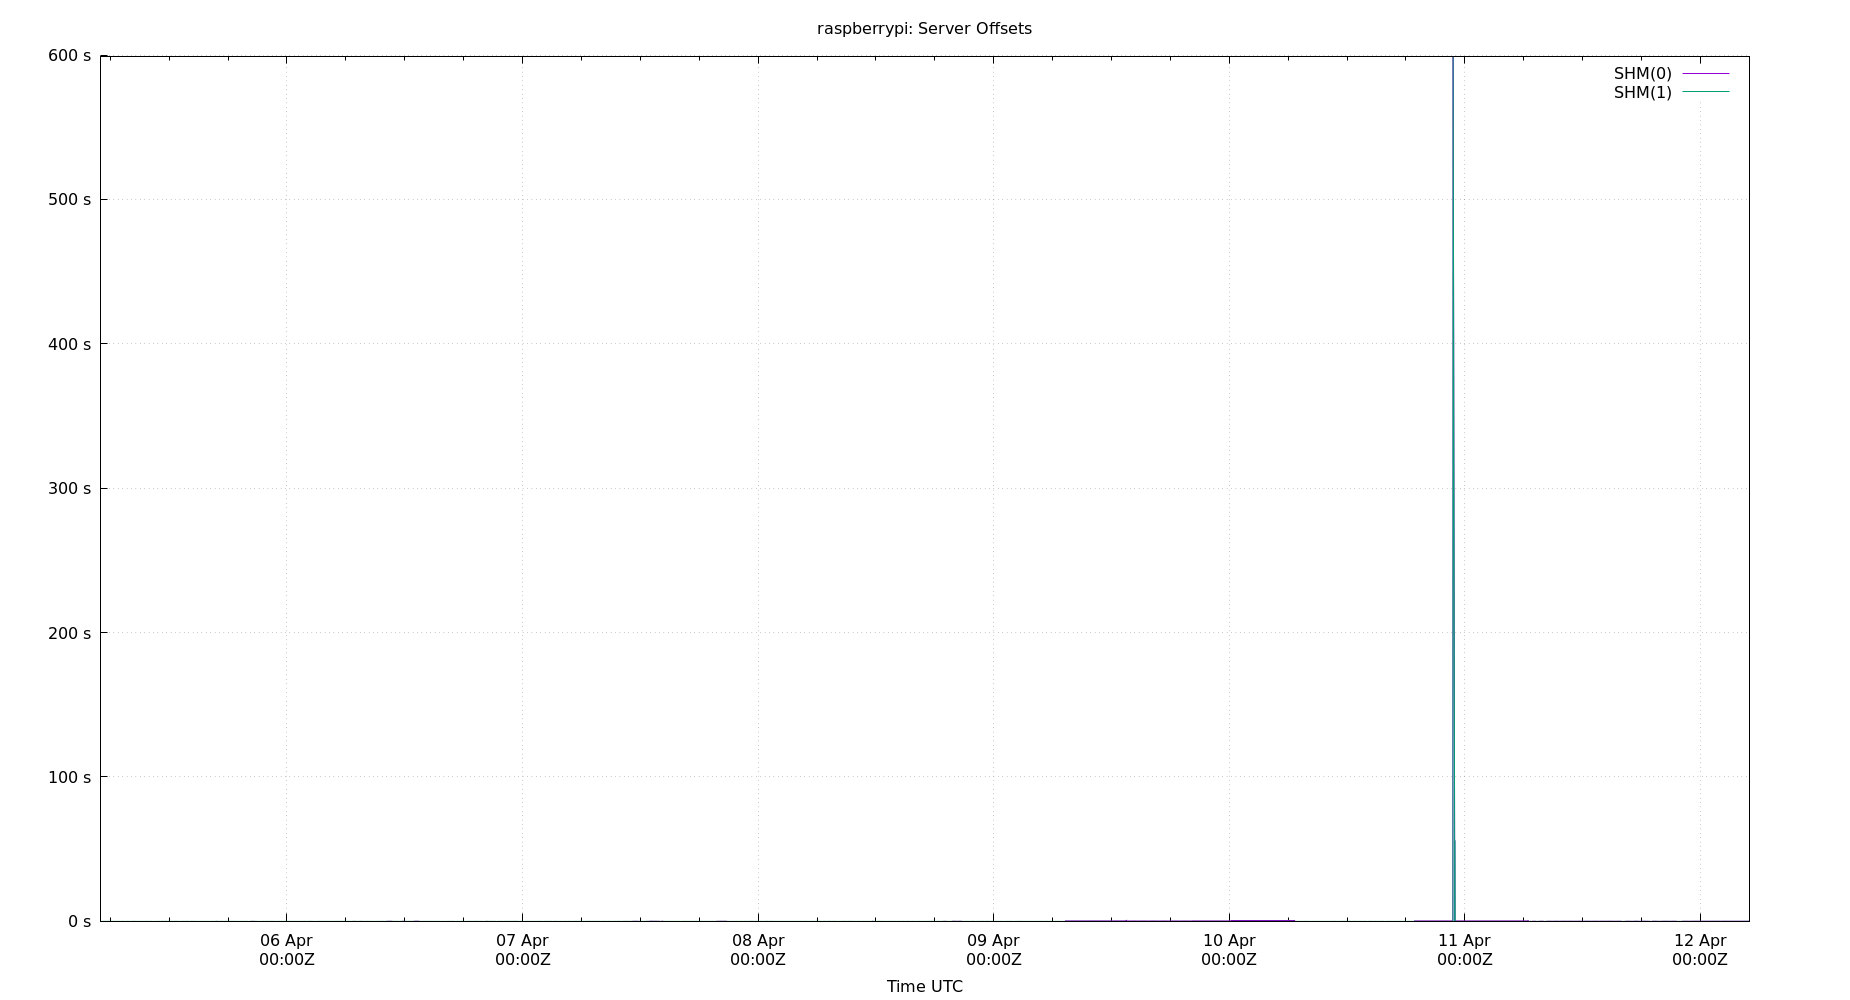 raspberrypi: Server Offsets
600 s
500 s
400 s
300 s
200 s
100 s
0 s
SHM(0)
SHM(1)
06 Apr 07 Apr 08 Apr 09 Apr 10 Apr 11 Apr 12 Apr
00:00Z 00:00Z 00:00Z 00:00Z 00:00Z 00:00Z 00:00Z
Time UTC